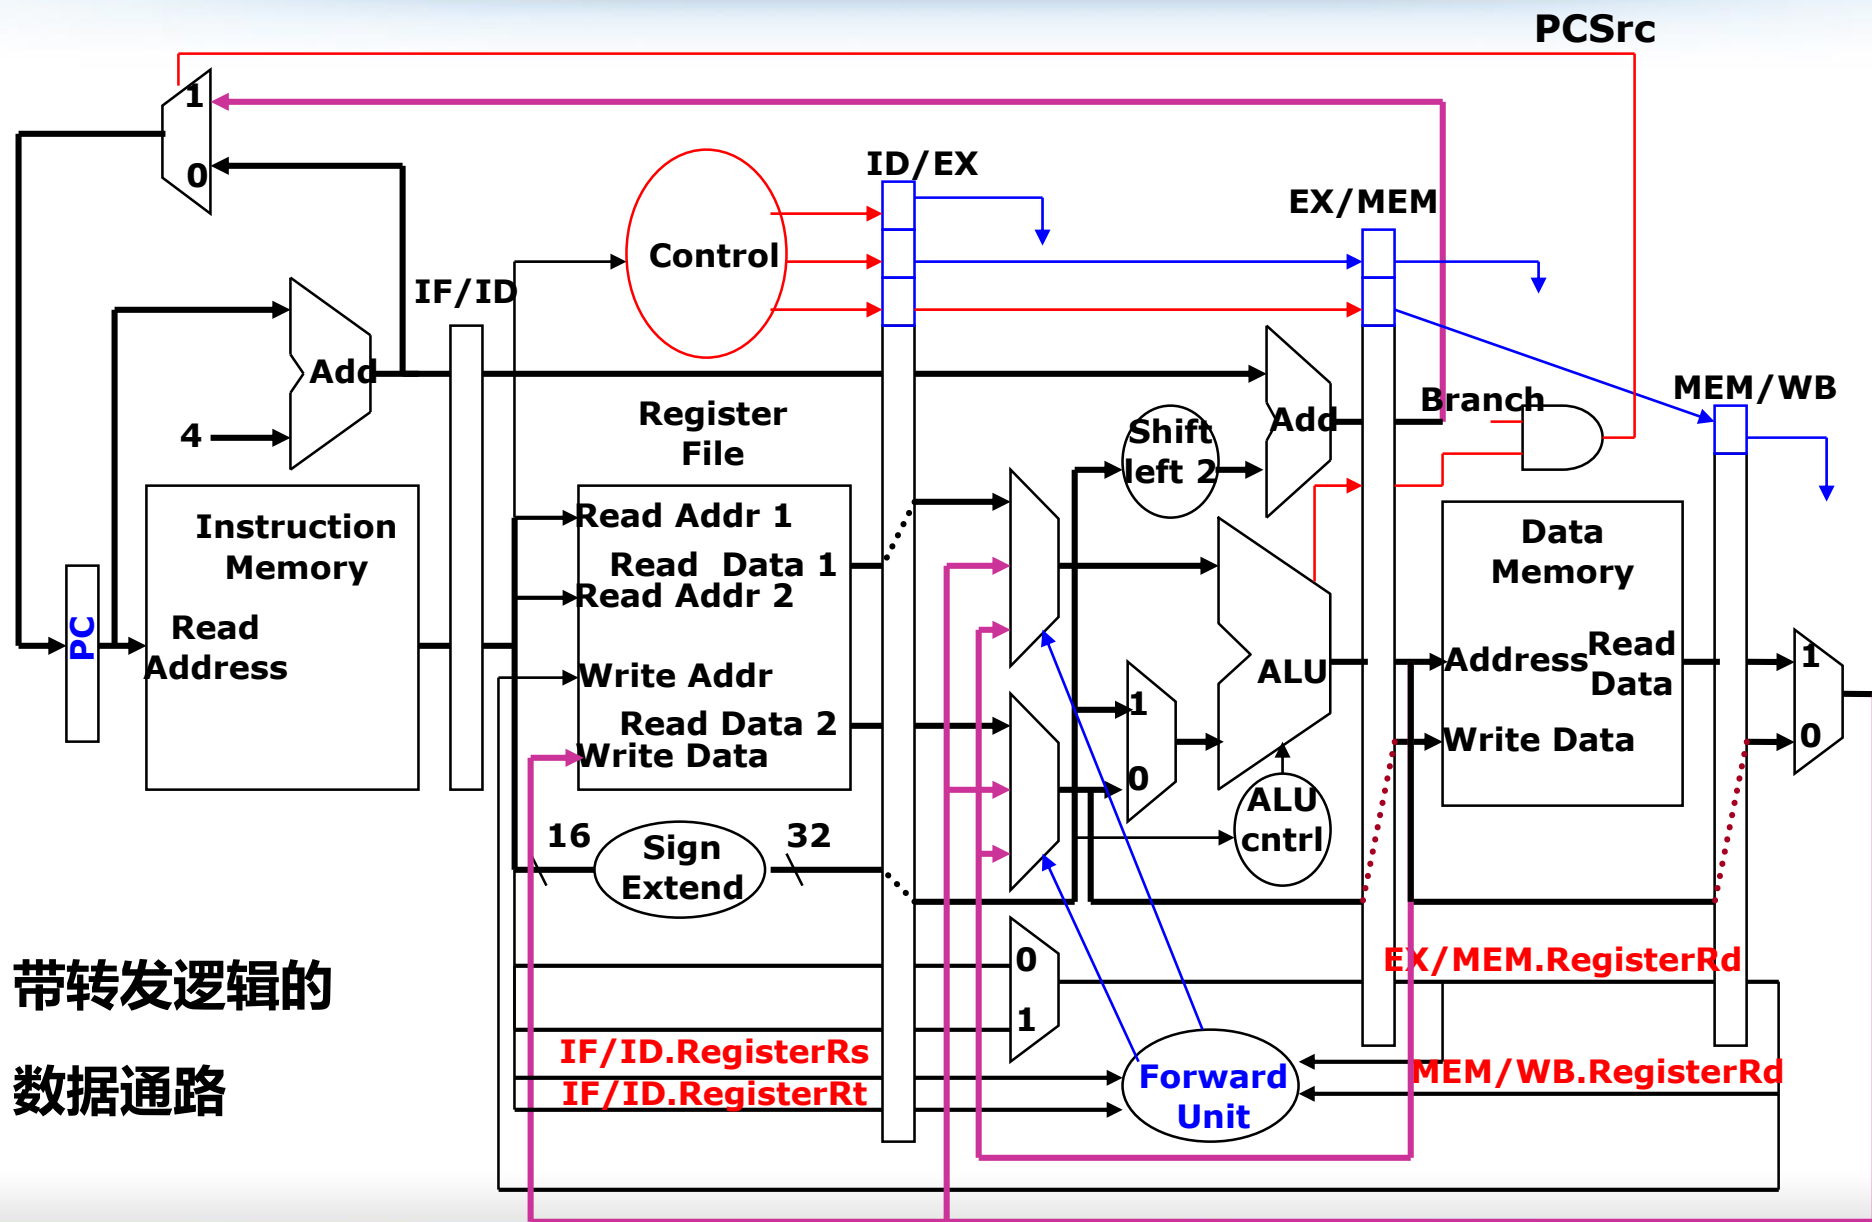 PCSrc
1
0
ID/EX
EX/MEM
Control
IF/ID
Add
4
MEM/WB
Branch
Add
Shift
left 2
Register
File
Instruction
Memory
Read
Address
PC
Read Addr 1
Read Data 1
Read Addr 2
Write Addr
Read Data 2
Write Data
Data
Memory
Address
Read
Data
Write Data
ALU
1
0
1
0
ALU
cntrl
16
Sign
Extend
32
0
1
带转发逻辑的
数据通路
EX/MEM.RegisterRd
IF/ID.RegisterRs
IF/ID.RegisterRt
Forward
Unit
MEM/WB.RegisterRd